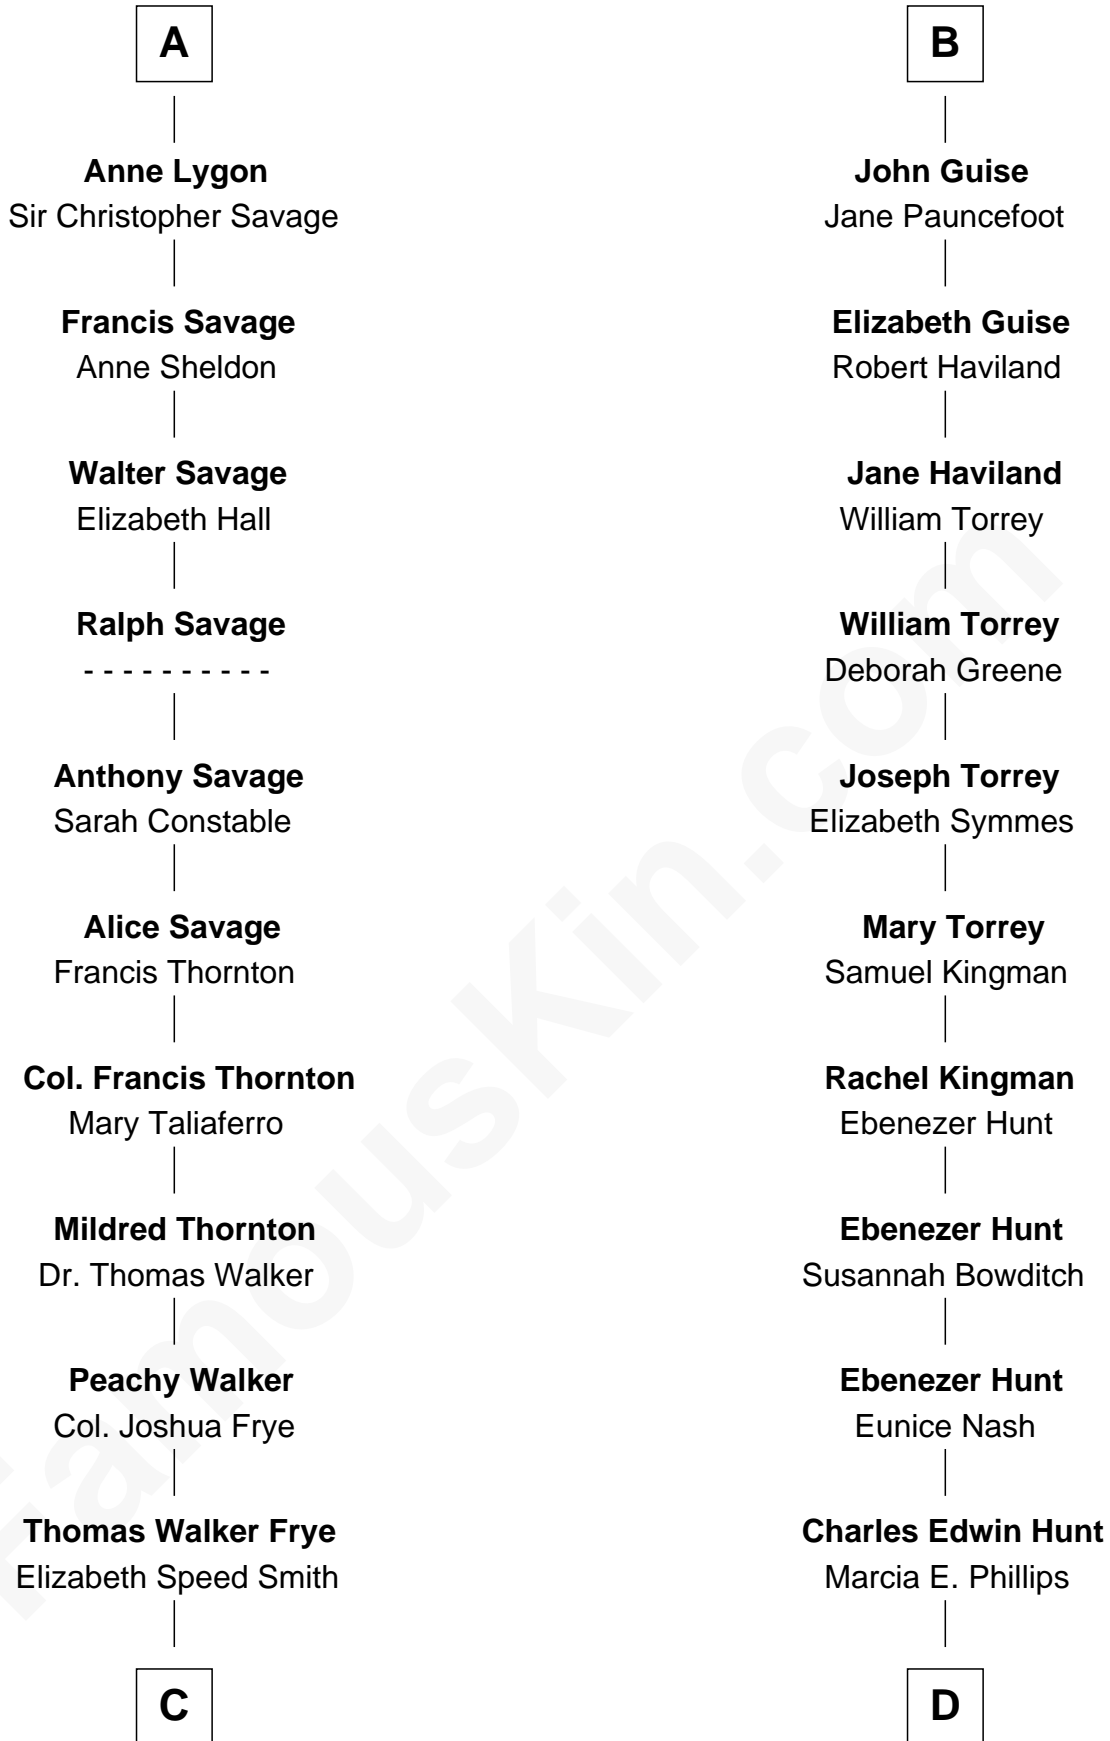 A
Anne Lygon
Sir Christopher Savage
Francis Savage
Anne Sheldon
Walter Savage
Elizabeth Hall
Ralph Savage
- - - - - - - - - -
Anthony Savage
Sarah Constable
Alice Savage
Francis Thornton
Col. Francis Thornton
Mary Taliaferro
Mildred Thornton
Dr. Thomas Walker
Peachy Walker
Col. Joshua Frye
Thomas Walker Frye
Elizabeth Speed Smith
C
B
John Guise
Jane Pauncefoot
Elizabeth Guise
Robert Haviland
Jane Haviland
William Torrey
William Torrey
Deborah Greene
Joseph Torrey
Elizabeth Symmes
Mary Torrey
Samuel Kingman
Rachel Kingman
Ebenezer Hunt
Ebenezer Hunt
Susannah Bowditch
Ebenezer Hunt
Eunice Nash
Charles Edwin Hunt
Marcia E. Phillips
D
FamousKin.com